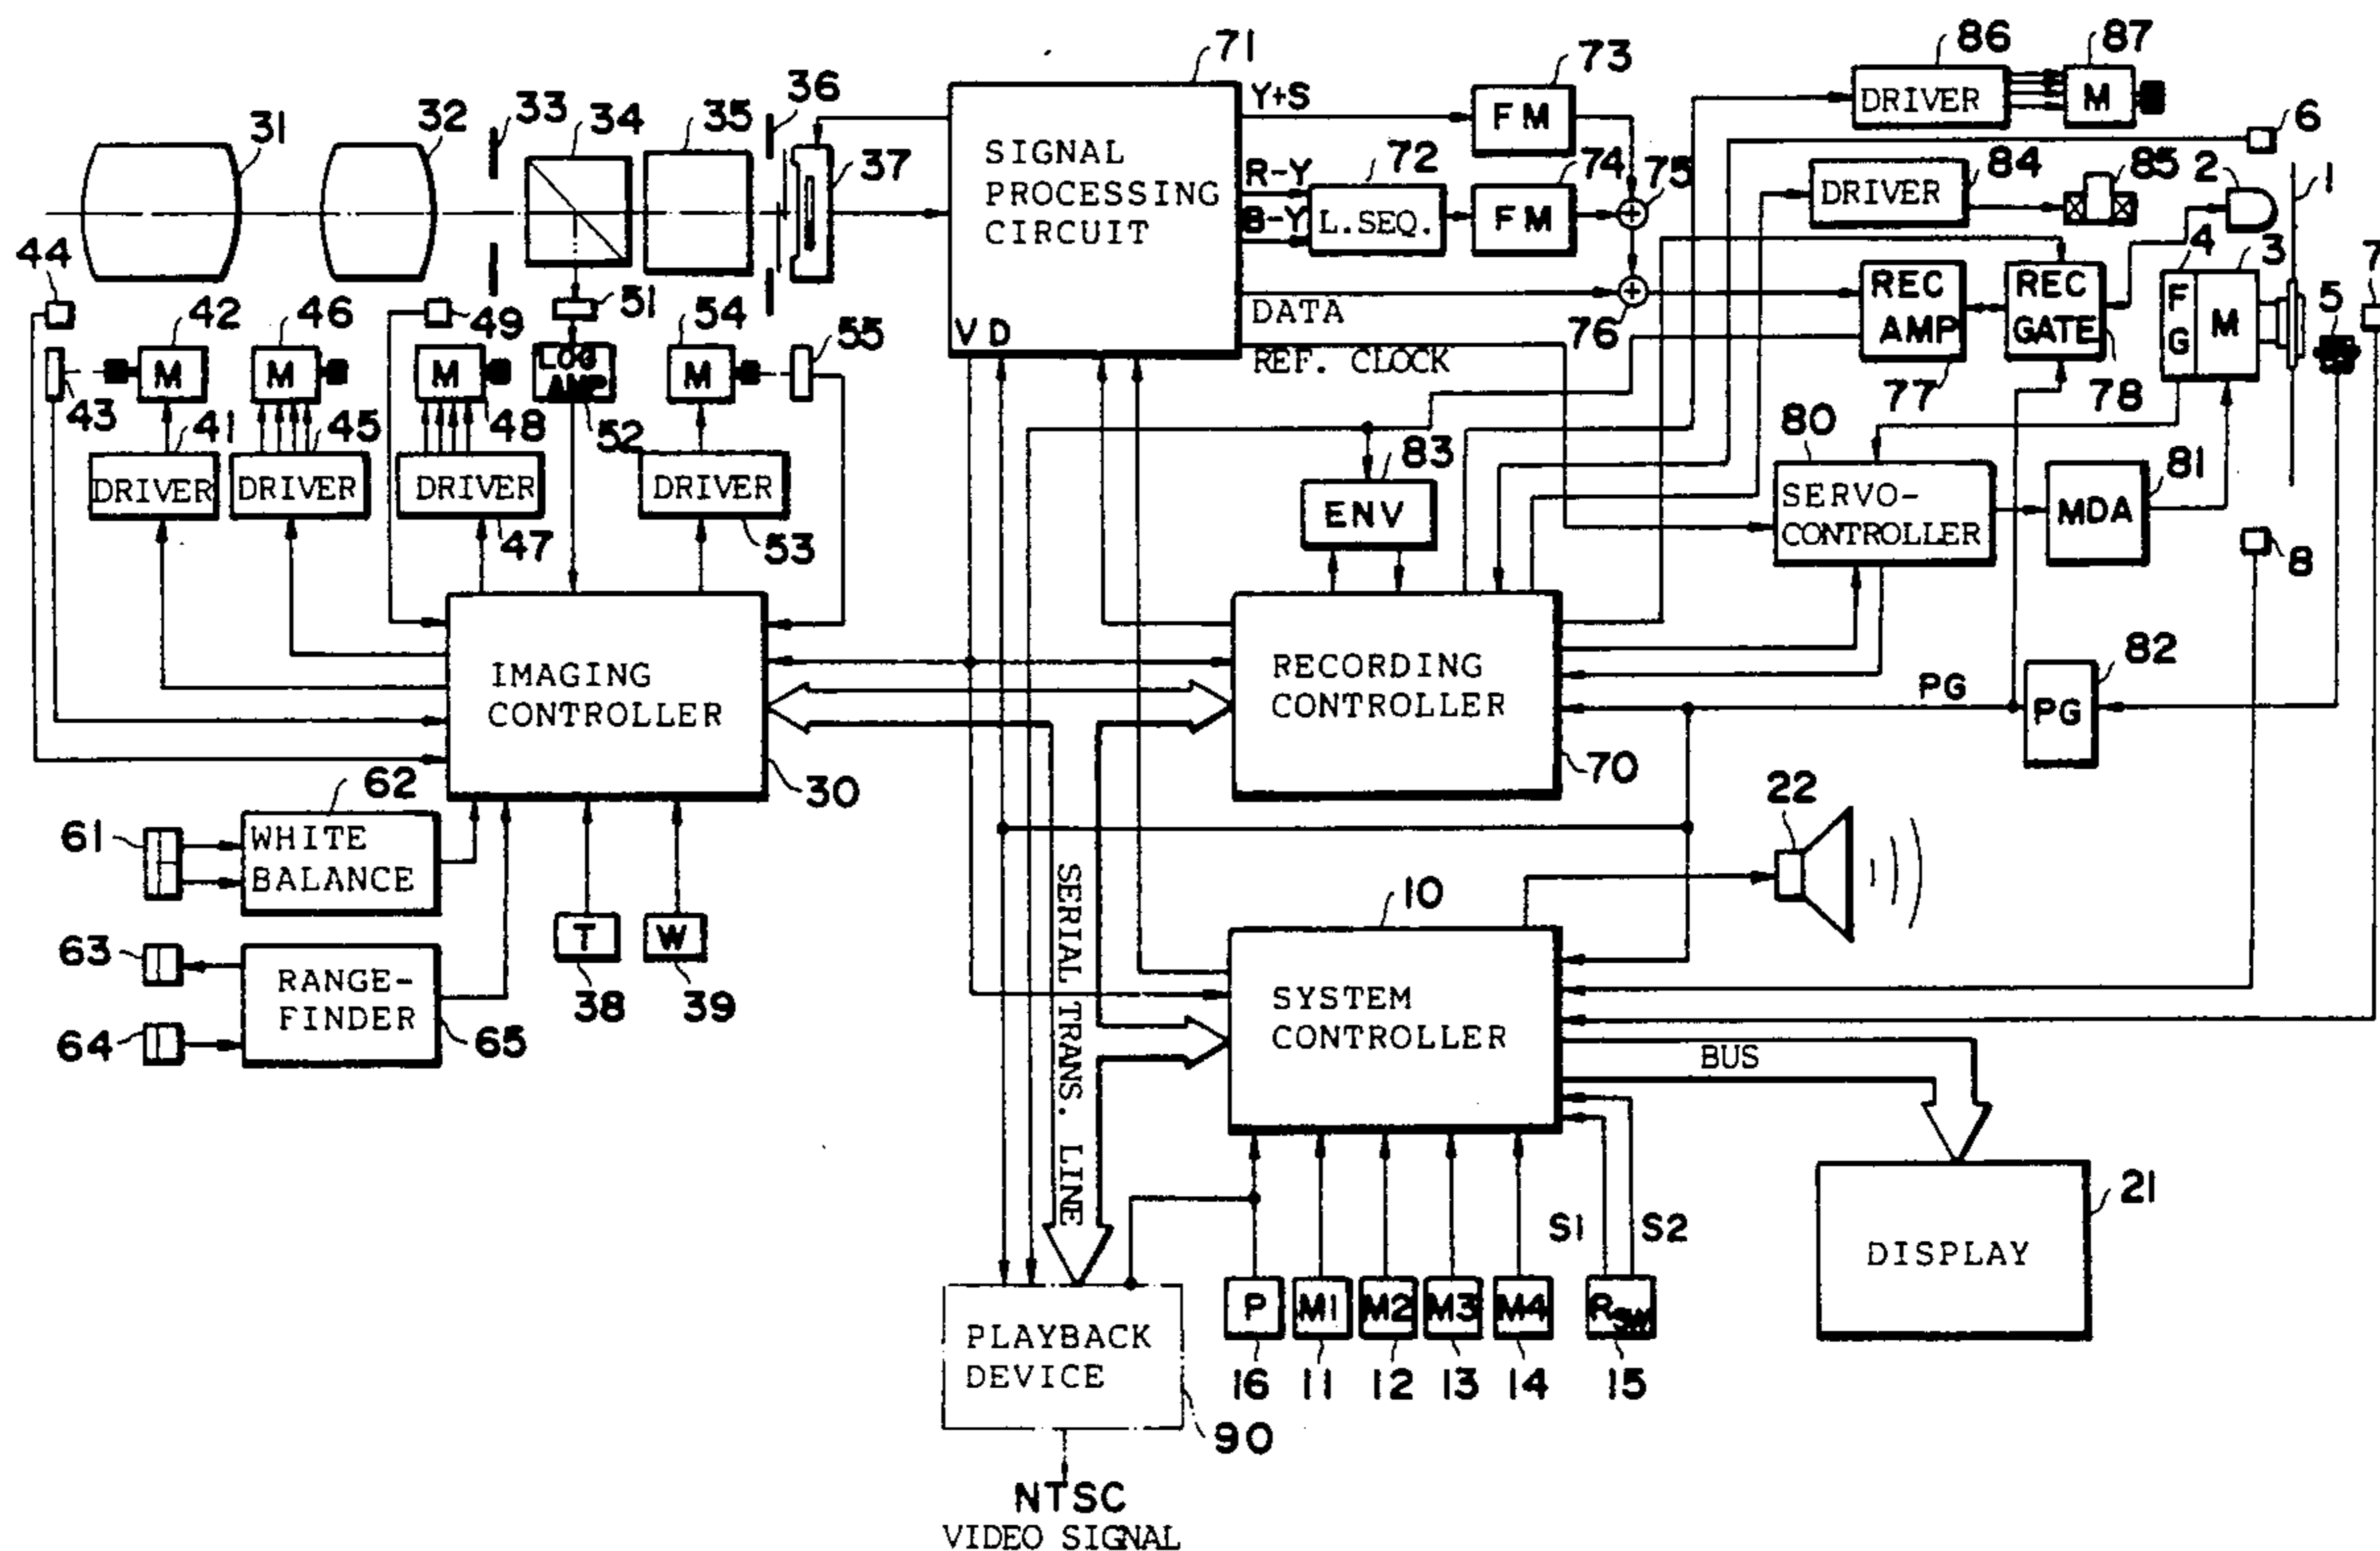 71
86
87
73
36
31
32
33
34
35
37
Y+S
FM
DRIVER
M
6
SIGNAL
PROCESSING
CIRCUIT
R-Y
72
74
75
84
85
2
1
B-Y
L.SEQ.
FM
DRIVER
4
3
7
44
42
46
49
51
54
55
VD
DATA
REF. CLOCK
76
REC
AMP
REC
GATE
F
G
M
5
M
M
M
LOG
AMP
M
77
78
43
41
45
48
52
80
83
81
DRIVER
DRIVER
DRIVER
DRIVER
ENV
SERVO-
CONTROLLER
MDA
47
53
8
IMAGING
CONTROLLER
RECORDING
CONTROLLER
PG
82
PG
30
70
62
22
61
WHITE
BALANCE
SERIAL TRANS. LINE
10
T
W
63
38
39
RANGE-
FINDER
64
65
SYSTEM
CONTROLLER
BUS
S1
S2
21
DISPLAY
P
M1
M2
M3
M4
RSW
PLAYBACK
DEVICE
16
11
12
13
14
15
90
NTSC
VIDEO SIGNAL